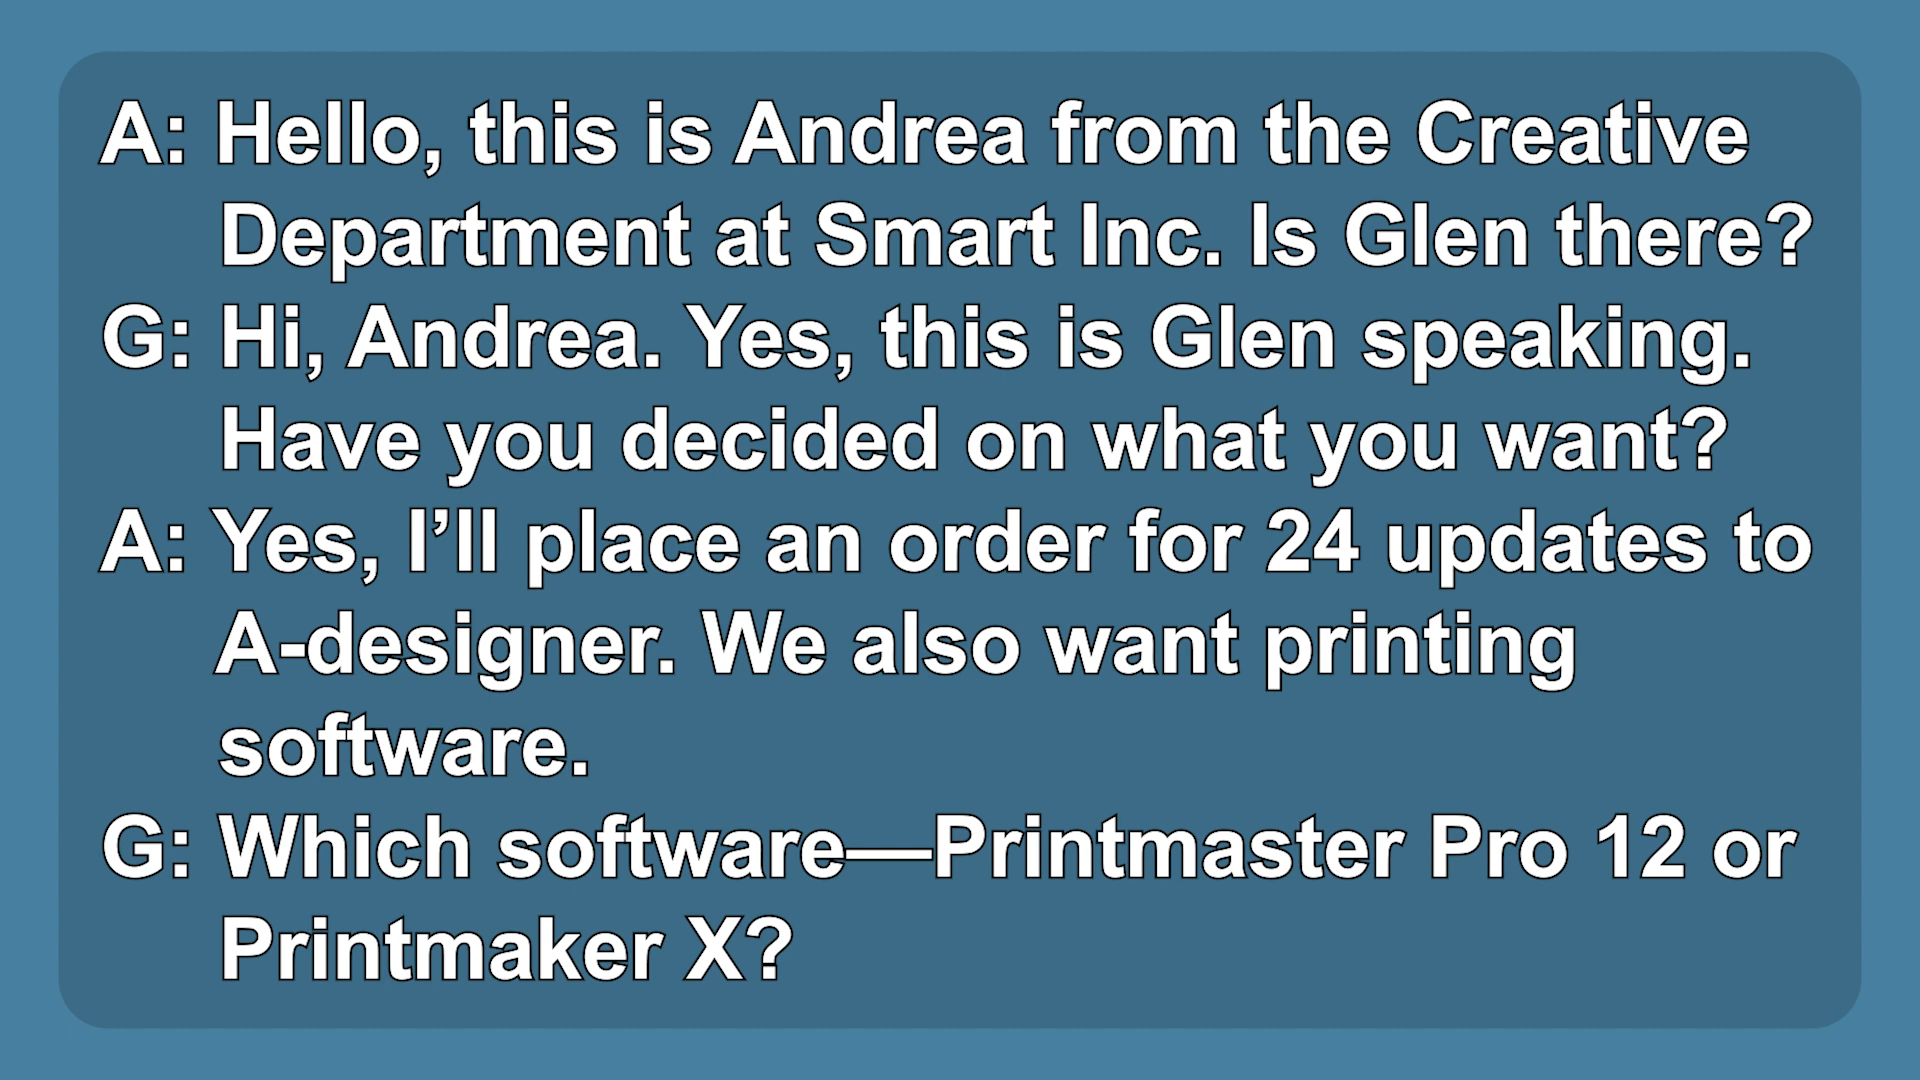 A: Hello, this is Andrea from the Creative
Department at Smart Inc. Is Glen there?
G: Hi, Andrea. Yes, this is Glen speaking.
Have you decided on what you want?
A: Yes, I’ll place an order for 24 updates to
A-designer. We also want printing
software.
G: Which software—Printmaster Pro 12 or
Printmaker X?